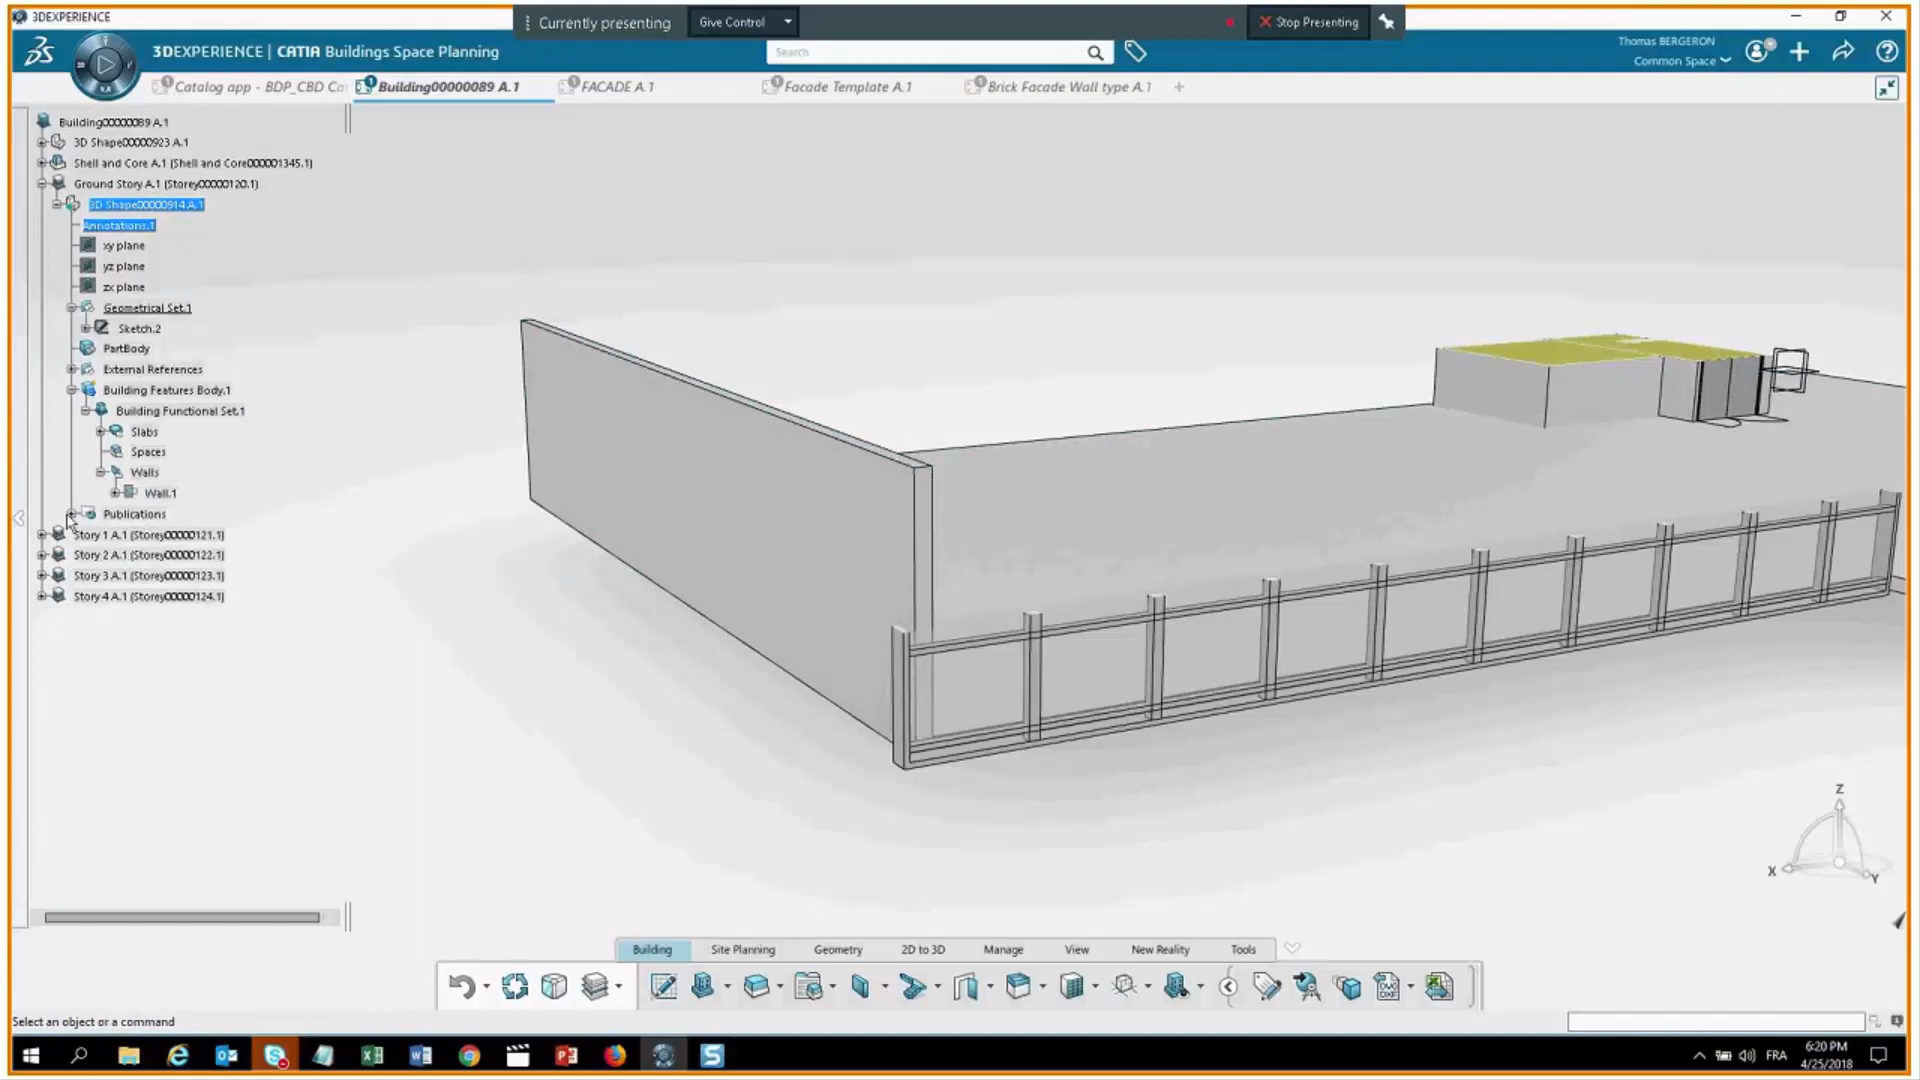 3DEXPERIENCE
Currently presenting
Give Control
Stop Presenting
3DEXPERIENCE | CATIA Buildings Space Planning
Search
Thomas BERGERON
Common Space
Catalog app - BDP_CBD Ca
Building00000089 A.1
FACADE A.1
Facade Template A.1
Brick Facade Wall type A.1
Building00000089 A.1
3D Shape00000923 A.1
Shell and Core A.1 (Shell and Core000001345.1)
Ground Story A.1 (Storey00000120.1)
3D Shape00000914 A.1
Annotations.1
xy plane
yz plane
zx plane
Geometrical Set.1
Sketch.2
PartBody
External References
Building Features Body.1
Building Functional Set.1
Slabs
Spaces
Walls
Wall.1
Publications
Story 1 A.1 (Storey00000121.1)
Story 2 A.1 (Storey00000122.1)
Story 3 A.1 (Storey00000123.1)
Story 4 A.1 (Storey00000124.1)
Z
X
Y
Building
Site Planning
Geometry
2D to 3D
Manage
View
New Reality
Tools
Select an object or a command
FRA
6:20 PM
4/25/2018